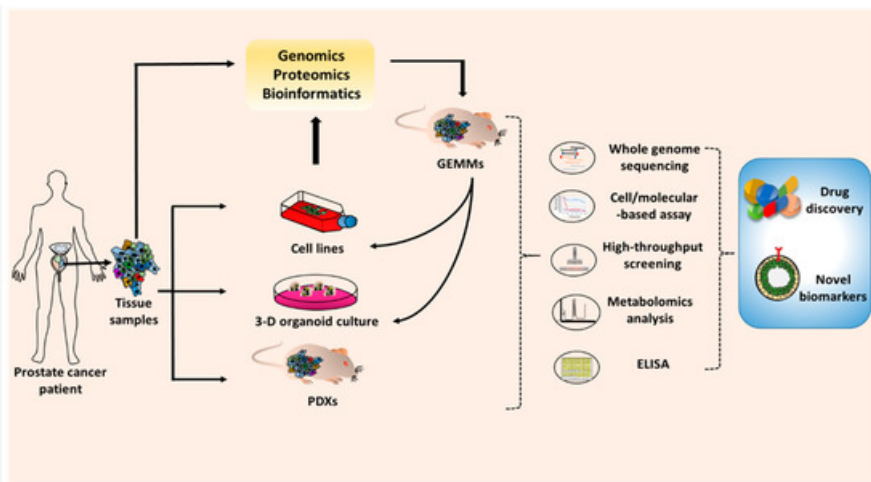 Genomics
Proteomics
Bioinformatics
GEMMs
Cell lines
3-D organoid culture
PDXs
Tissue
samples
Prostate cancer
patient
Whole genome
sequencing
Cell/molecular
-based assay
High-throughput
screening
Metabolomics
analysis
ELISA
Drug
discovery
Novel
biomarkers